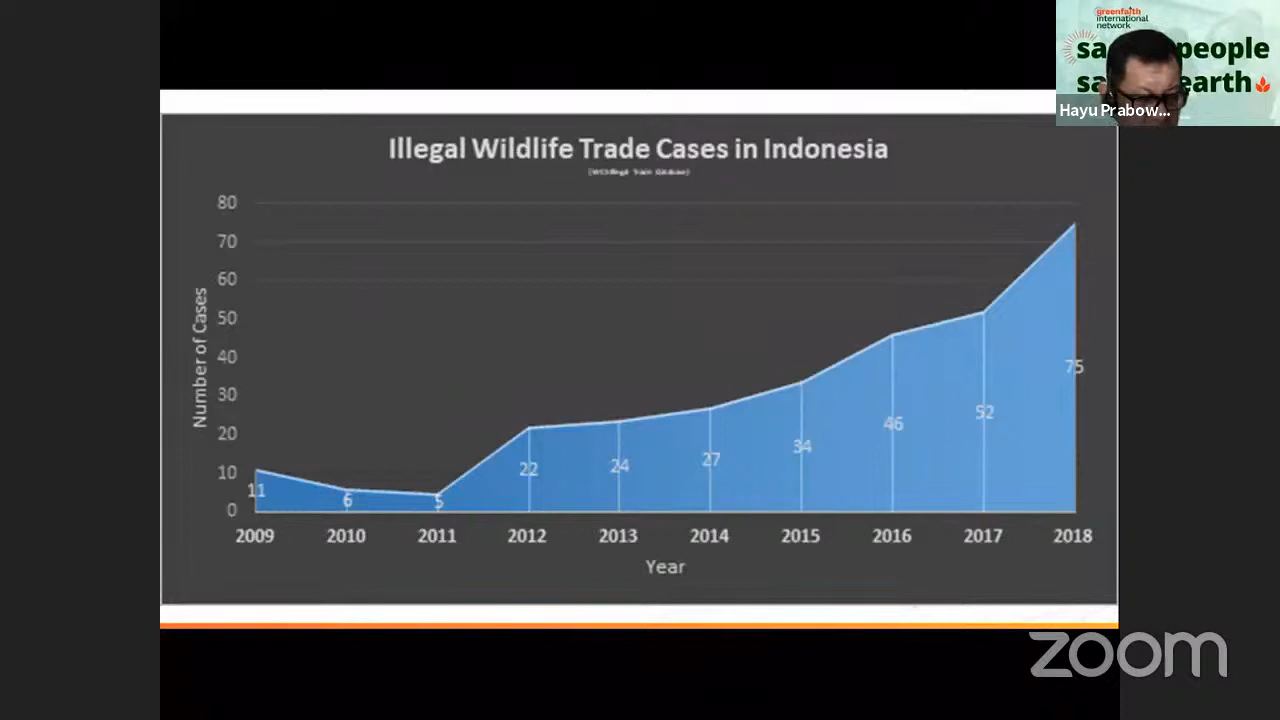 greenfaith
international
network
sa people
sa earth
Hayu Prabow...
Illegal Wildlife Trade Cases in Indonesia
80
70
60
50
40
30
20
10
0
Number of Cases
11
6
5
22
24
27
34
46
52
75
2009 2010 2011 2012 2013 2014 2015 2016 2017 2018
Year
zoom